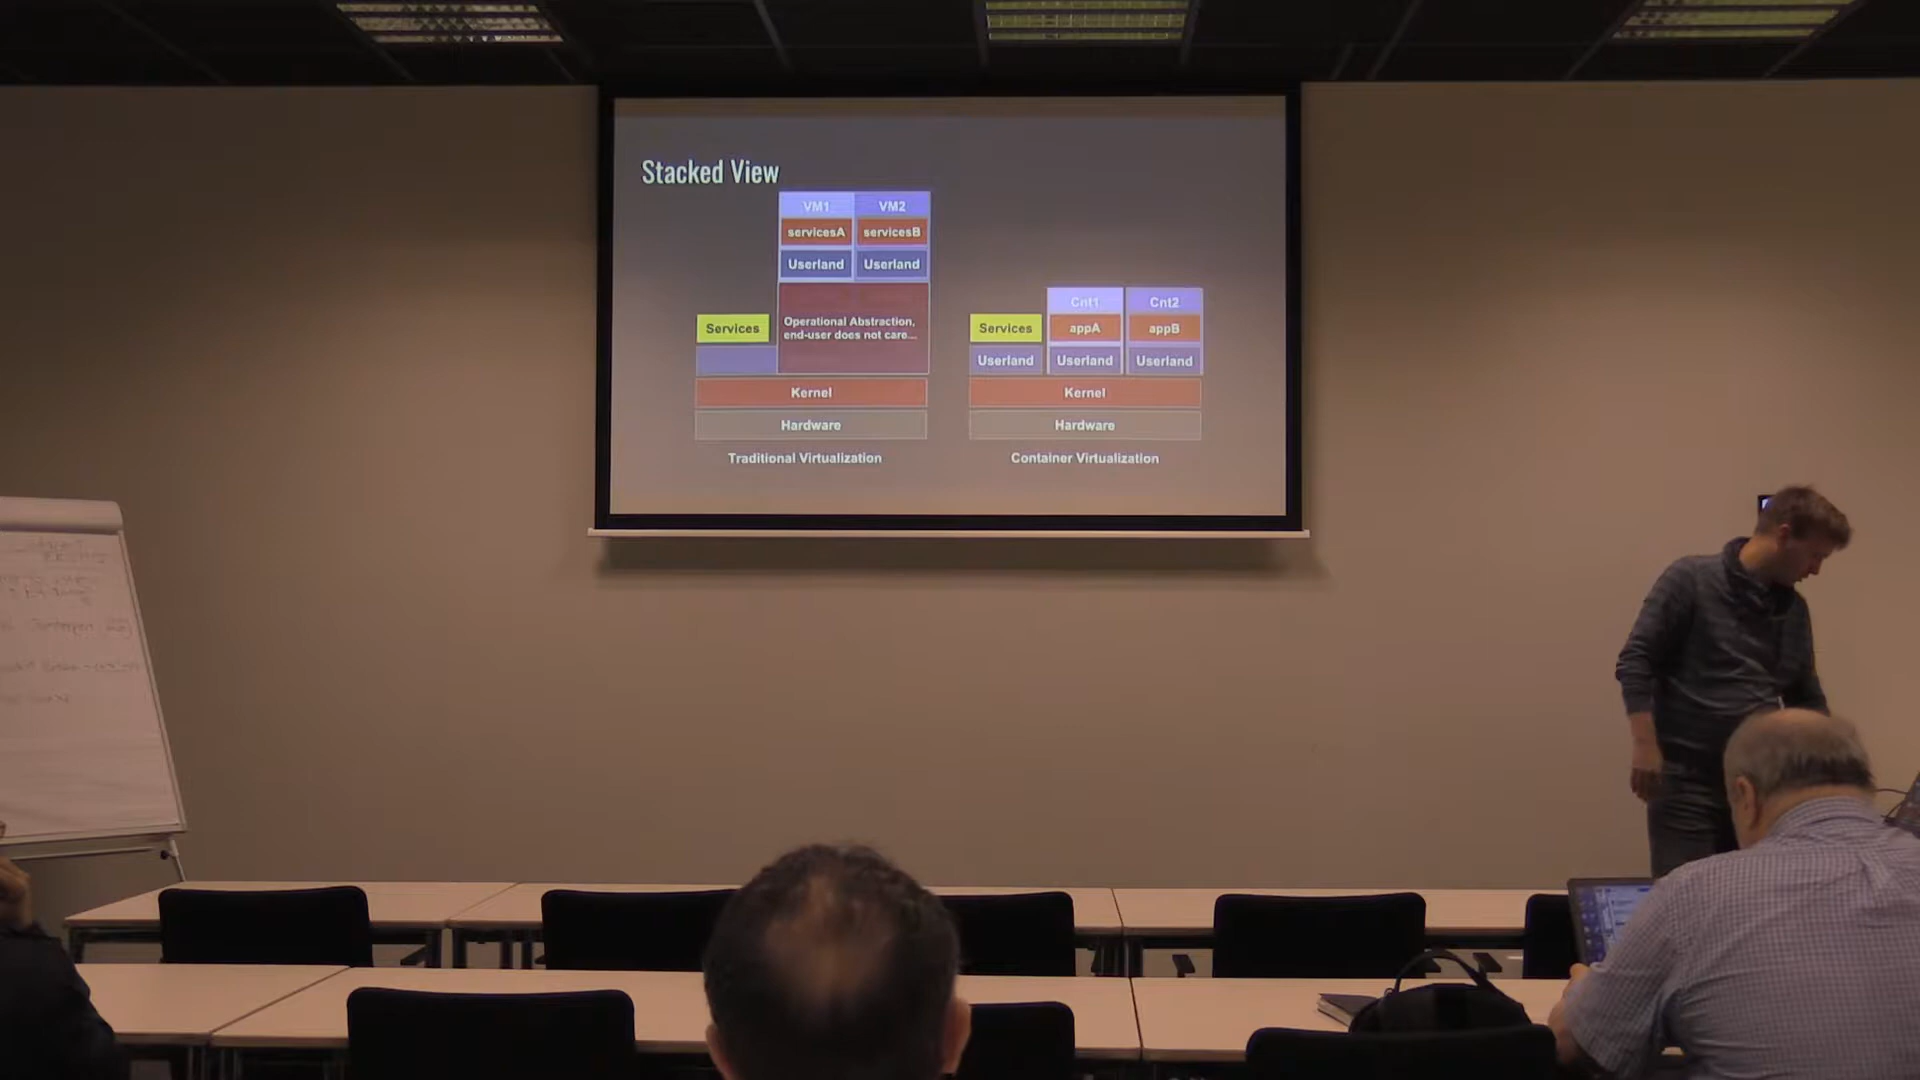 Stacked View
VM1 VM2
servicesA servicesB
Userland Userland
Operational Abstraction,
end-user does not care...
Services
Kernel
Hardware
Traditional Virtualization
Cnt1 Cnt2
Services appA appB
Userland Userland Userland
Kernel
Hardware
Container Virtualization